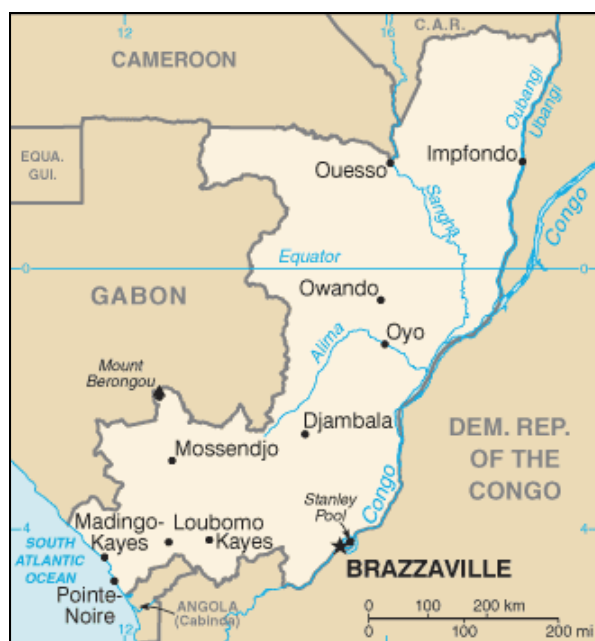 12
16
C.A.R.
CAMEROON
Oubangi
Ubangi
EQUA.
GUI.
Ouesso
Impfondo
Sangha
Congo
Equator
0
0
GABON
Owando
Oyo
Alima
Mount
Berongou
Djambala
Mossendjo
DEM. REP.
OF THE
CONGO
Stanley
Pool
Congo
4
4
Madingo-
Kayes
Loubomo
Kayes
SOUTH
ATLANTIC
OCEAN
BRAZZAVILLE
Pointe-
Noire
ANGOLA
(Cabinda)
12
16
0 100 200 km
0 100 200 mi